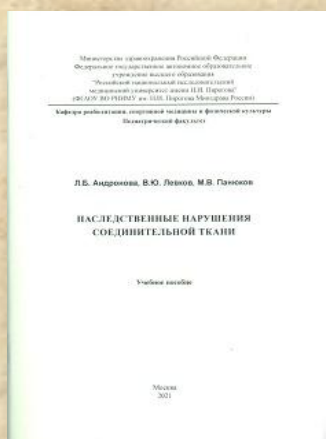 Министерство здравоохранения Российской Федерации
Федеральное государственное автономное образовательное
учреждение высшего образования
"Российский национальный исследовательский
медицинский университет имени Н.И. Пирогова"
(ФГАОУ ВО РНИМУ им. Н.И. Пирогова Минздрава России)
Кафедра реабилитации, спортивной медицины и физической культуры
Педиатрический факультет
Л.Б. Андронова, В.Ю. Левков, М.В. Панюков
НАСЛЕДСТВЕННЫЕ НАРУШЕНИЯ
СОЕДИНИТЕЛЬНОЙ ТКАНИ
Учебное пособие
Москва
2021